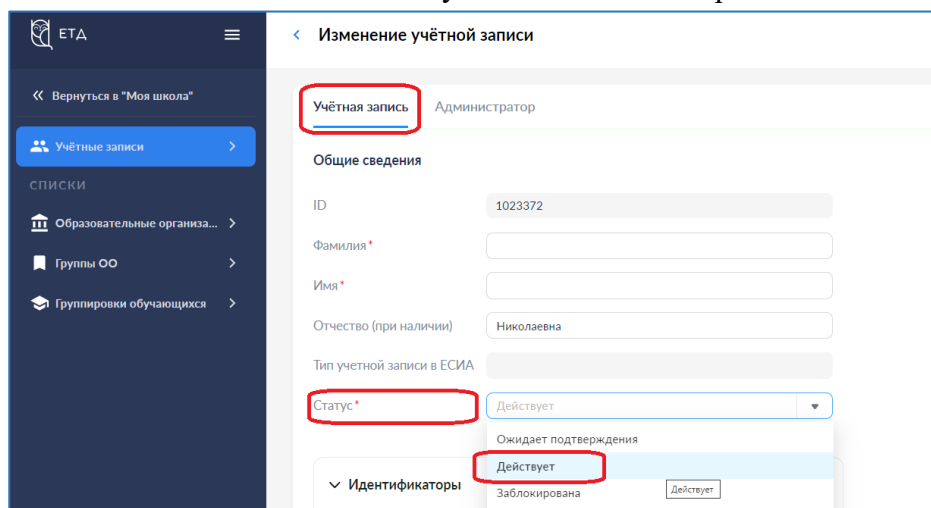 ЕТД
Изменение учётной записи
Вернуться в "Моя школа"
Учётные записи
СПИСКИ
Образовательные организа...
Группы ОО
Группировки обучающихся
Учётная запись Администратор
Общие сведения
ID 1023372
Фамилия *
Имя *
Отчество (при наличии) Николаевна
Тип учетной записи в ЕСИА
Статус * Действует
Ожидает подтверждения
Действует
Заблокирована
Действует
Идентификаторы